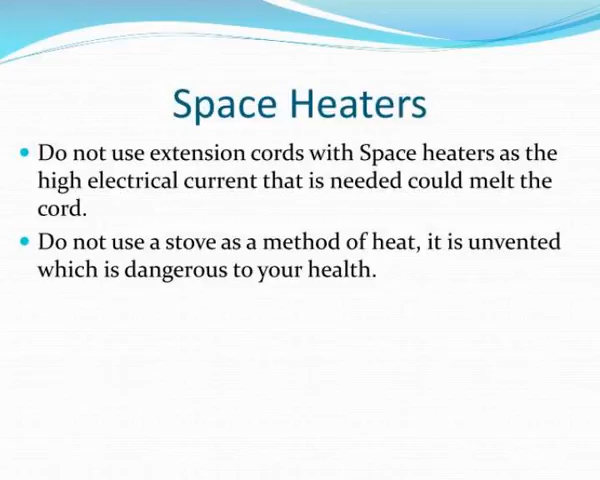 Space Heaters
Do not use extension cords with Space heaters as the
high electrical current that is needed could melt the
cord.
Do not use a stove as a method of heat, it is unvented
which is dangerous to your health.